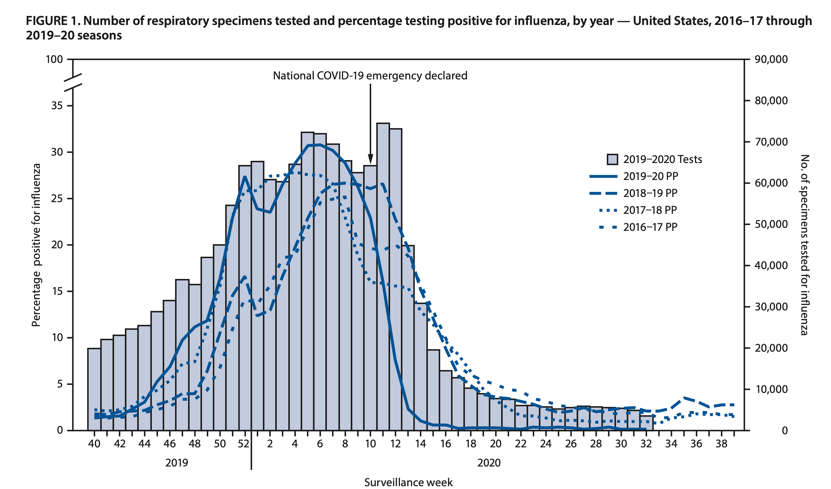 FIGURE 1. Number of respiratory specimens tested and percentage testing positive for influenza, by year — United States, 2016–17 through
2019–20 seasons
100
35
30
25
20
15
10
5
0
Percentage positive for influenza
National COVID-19 emergency declared
90,000
80,000
70,000
60,000
50,000
40,000
30,000
20,000
10,000
0
No. of specimens tested for influenza
2019–2020 Tests
2019–20 PP
2018–19 PP
2017–18 PP
2016–17 PP
40 42 44 46 48 50 52 2 4 6 8 10 12 14 16 18 20 22 24 26 28 30 32 34 36 38
2019 2020
Surveillance week